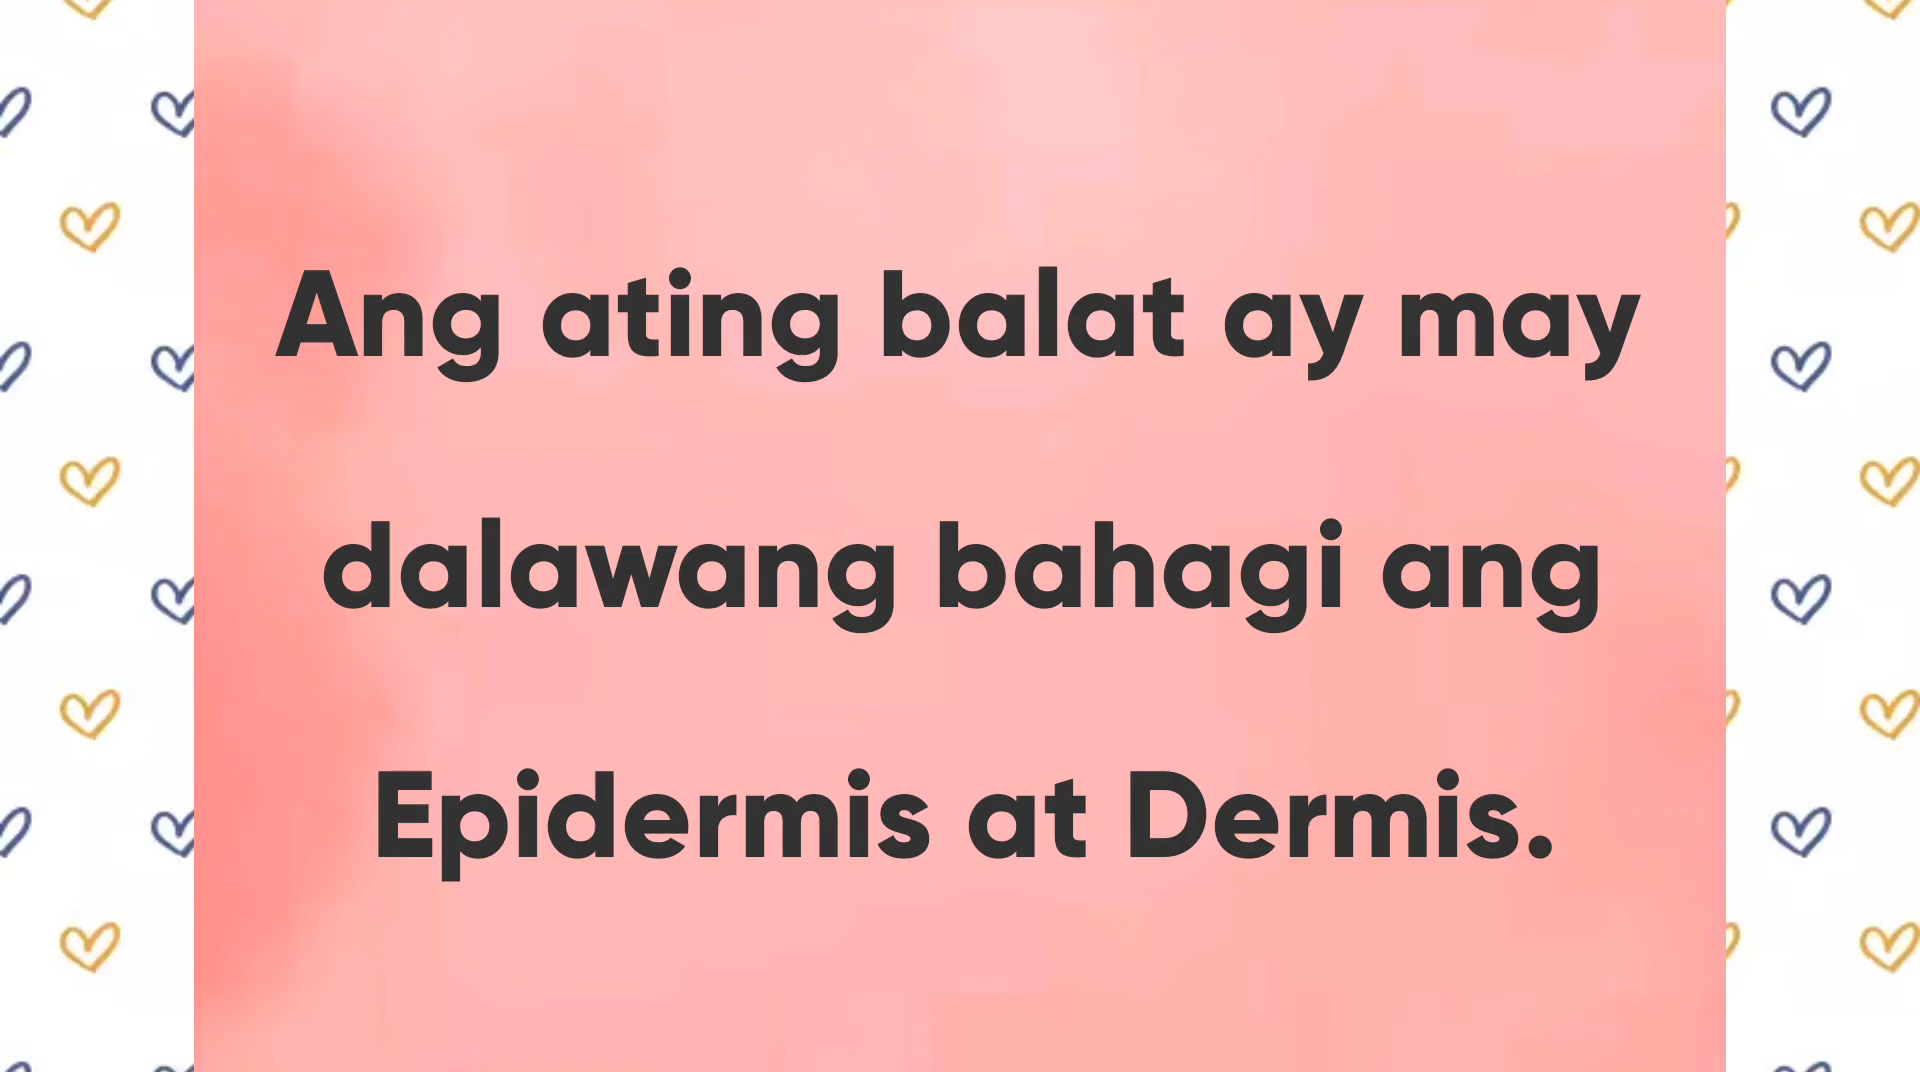 Ang ating balat ay may
dalawang bahagi ang
Epidermis at Dermis.